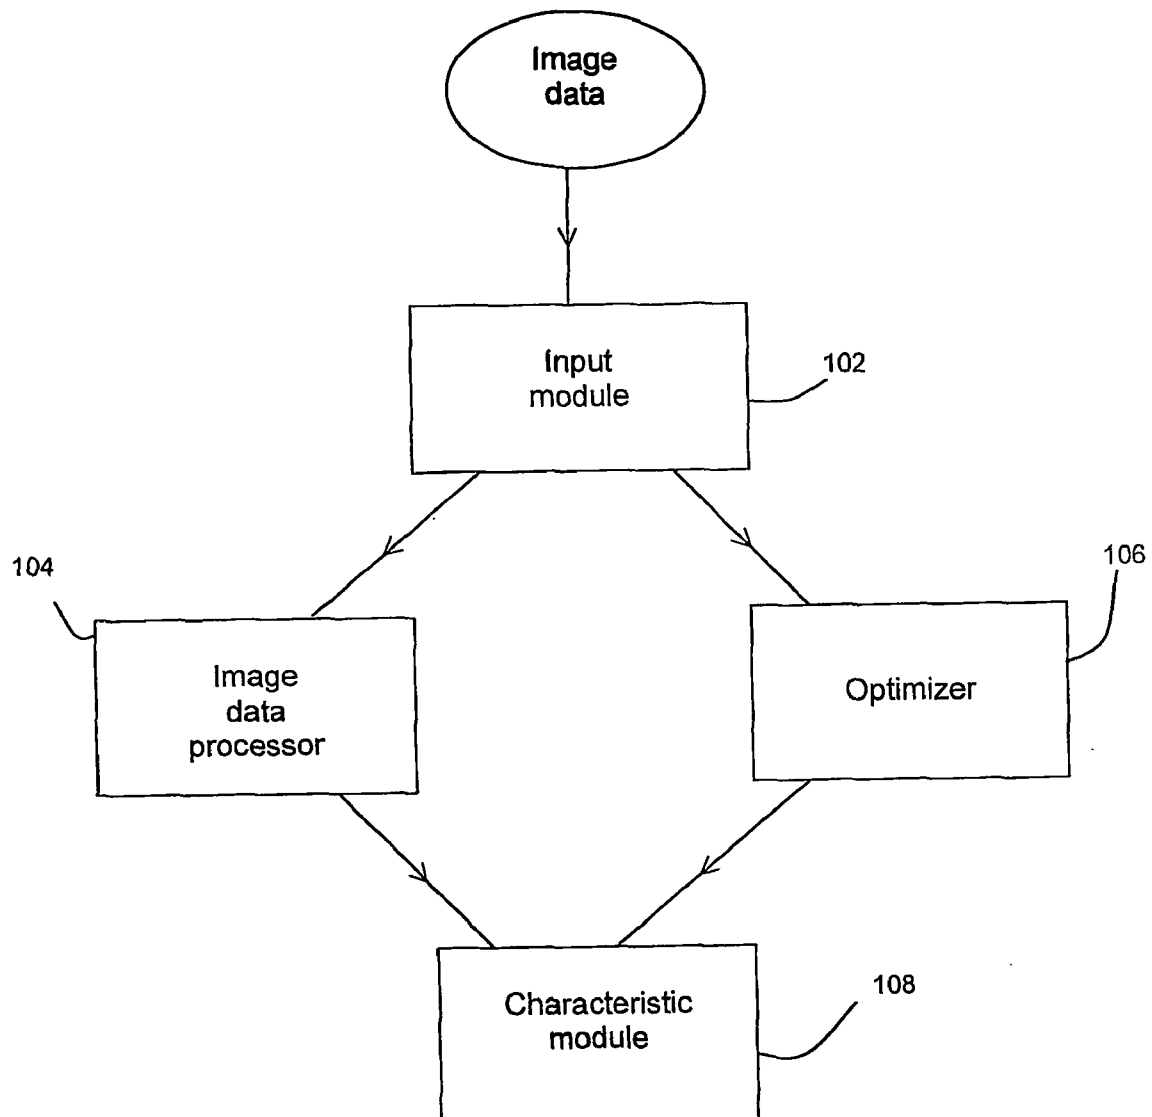 Image
data
Input
module
102
104
106
Image
data
processor
Optimizer
Characteristic
module
108